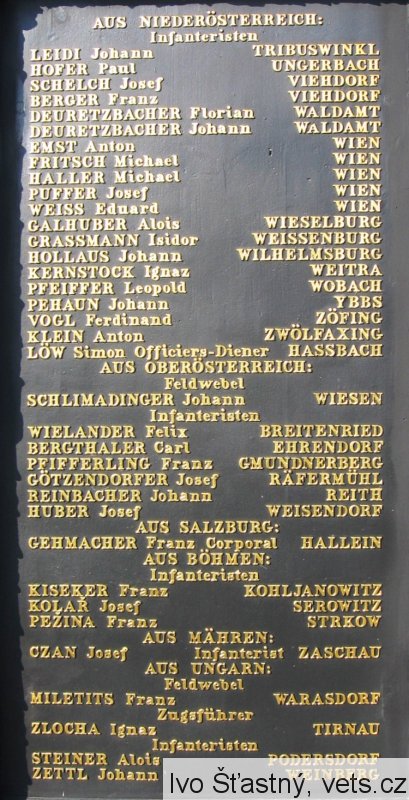 AUS NIEDERÖSTERREICH:
Infanteristen
LEIDI Johann TRIBUSWINKL
HOFER Paul UNGERBACH
SCHELCH Josef VIEHDORF
BERGER Franz VIEHDORF
DEURETZBACHER Florian WALDAMT
DEURETZBACHER Johann WALDAMT
EMST Anton WIEN
FRITSCH Michael WIEN
HALLER Michael WIEN
PUFFER Josef WIEN
WEISS Eduard WIEN
GALHUBER Alois WIESELBURG
GRASSMANN Isidor WEISSENBURG
HOLLAUS Johann WILHELMSBURG
KERNSTOCK Ignaz WEITRA
PFEIFFER Leopold WOBACH
PEHAUN Johann YBBS
VOGL Ferdinand ZÖFING
KLEIN Anton ZWÖLFAXING
LÖW Simon Officiers-Diener HASSBACH
AUS OBERÖSTERREICH:
Feldwebel
SCHLIMADINGER Johann WIESEN
Infanteristen
WIELANDER Felix BREITENRIED
BERGTHALER Carl EHRENDORF
PFIFFERLING Franz GMUNDNERBERG
GÖTZENDORFER Josef RÄFERMÜHL
REINBACHER Johann REITH
HUBER Josef WEISENDORF
AUS SALZBURG:
GEHMACHER Franz Corporal HALLEIN
AUS BÖHMEN:
Infanteristen
KISEKER Franz KOHLJANOWITZ
KOLAŘ Josef SEROWITZ
PEŽINA Franz STRKOW
AUS MÄHREN:
CZAN Josef Infanterist ZASCHAU
AUS UNGARN:
Feldwebel
MILETITS Franz WARASDORF
Zugsführer
ZLOCHA Ignaz TIRNAU
Infanteristen
STEINER Alois PODERSDORF
ZETTL Johann WEINBERG
Ivo Šťastný, vets.cz